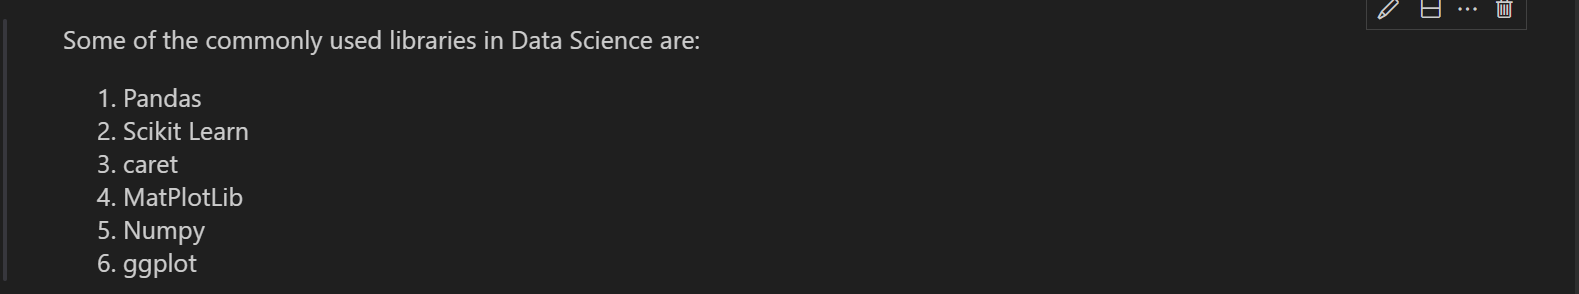 Some of the commonly used libraries in Data Science are:
1. Pandas
2. Scikit Learn
3. caret
4. MatPlotLib
5. Numpy
6. ggplot